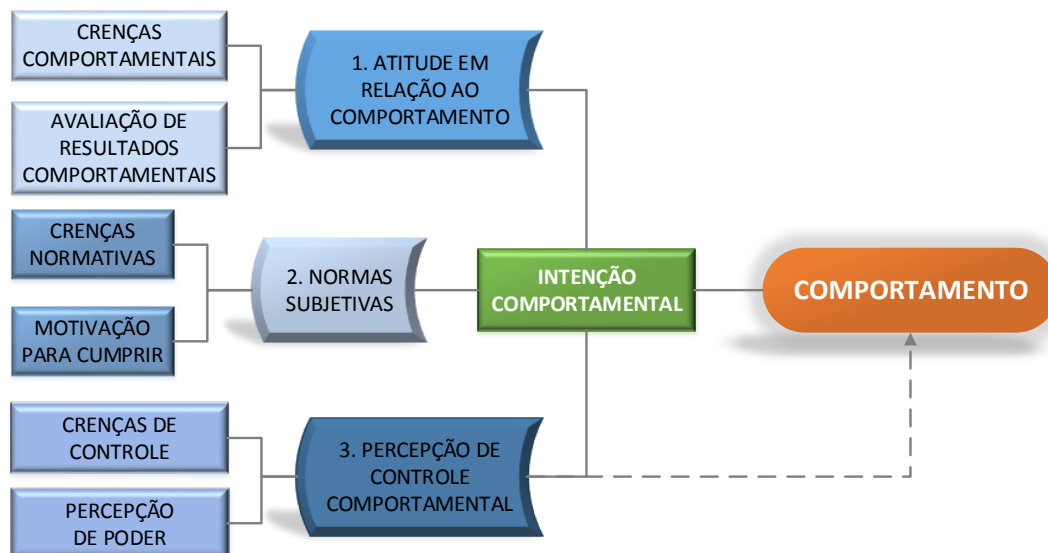 CRENÇAS
COMPORTAMENTAIS
AVALIAÇÃO DE
RESULTADOS
COMPORTAMENTAIS
1. ATITUDE EM
RELAÇÃO AO
COMPORTAMENTO
CRENÇAS
NORMATIVAS
MOTIVAÇÃO
PARA CUMPRIR
2. NORMAS
SUBJETIVAS
INTENÇÃO
COMPORTAMENTAL
COMPORTAMENTO
CRENÇAS DE
CONTROLE
PERCEPÇÃO
DE PODER
3. PERCEPÇÃO DE
CONTROLE
COMPORTAMENTAL